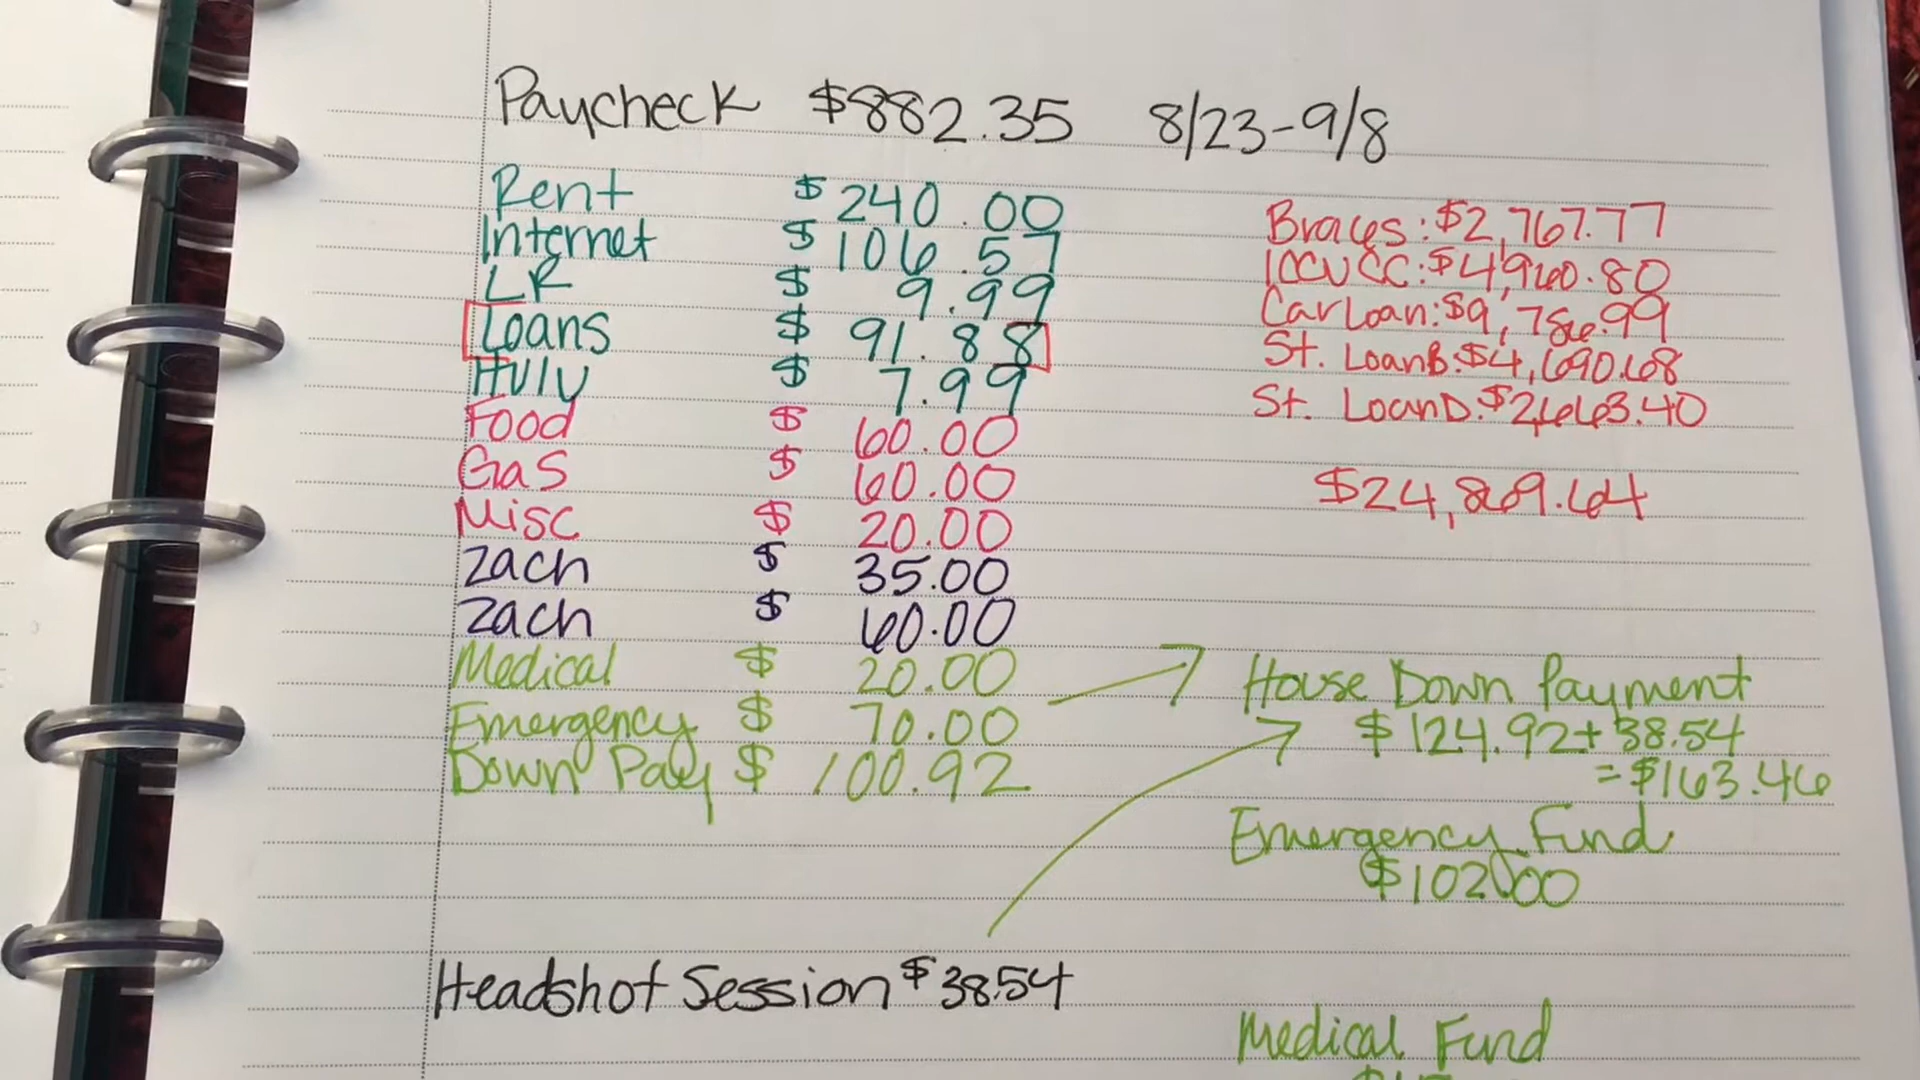 Paycheck $882.35 8/23-9/8
Rent $240.00
Internet $106.57
LR $9.99
Loans $91.88
HULU $7.99
Food $60.00
Gas $60.00
Misc $20.00
Zach $35.00
Zach $60.00
Medical $20.00
Emergency $70.00
Down Pay $100.92
Headshot Session $38.54
Braces: $2,767.77
ICCU CC: $4,960.80
Car Loan: $9,786.99
St. Loan B: $4,690.68
St. Loan D: $2,663.40
$24,869.64
House Down Payment
$124.92+38.54
=$163.46
Emergency Fund
$102.00
Medical Fund